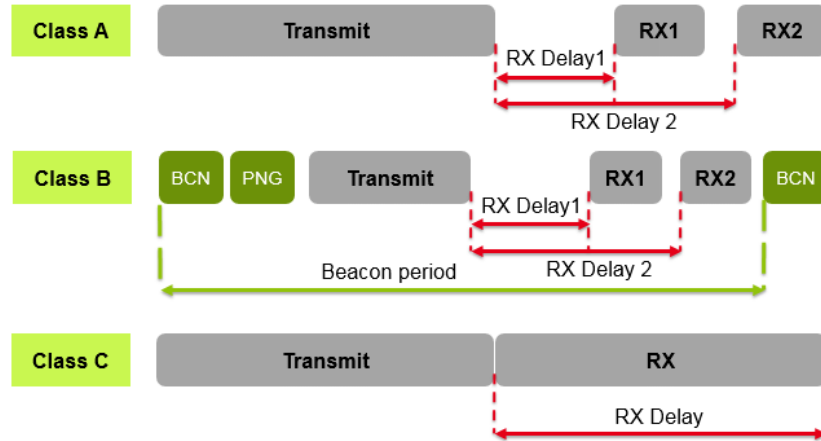 Class A Transmit RX1 RX2
RX Delay1
RX Delay 2
Class B BCN PNG Transmit RX1 RX2 BCN
RX Delay1
Beacon period RX Delay 2
Class C Transmit RX
RX Delay